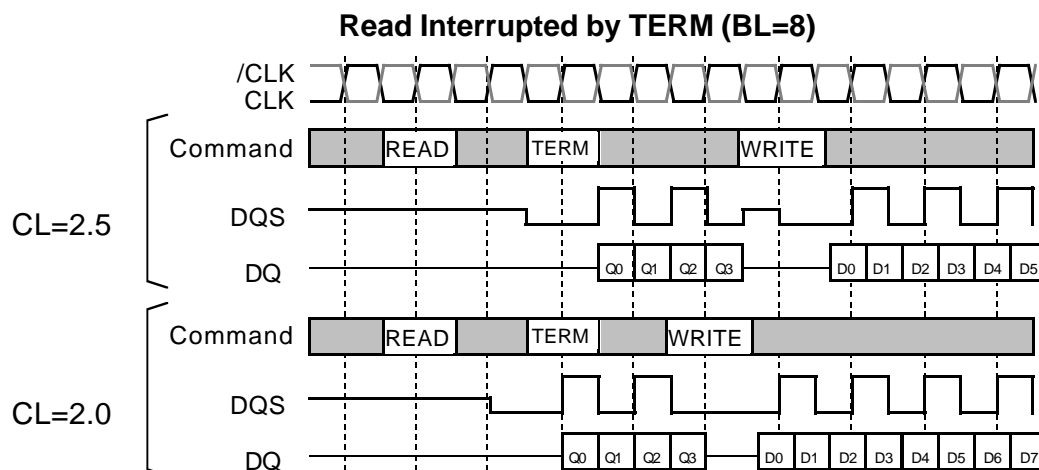 Read Interrupted by TERM (BL=8)
/CLK
CLK
Command READ TERM WRITE
DQS
CL=2.5
DQ Q0 Q1 Q2 Q3 D0 D1 D2 D3 D4 D5
Command READ TERM WRITE
DQS
CL=2.0
DQ Q0 Q1 Q2 Q3 D0 D1 D2 D3 D4 D5 D6 D7